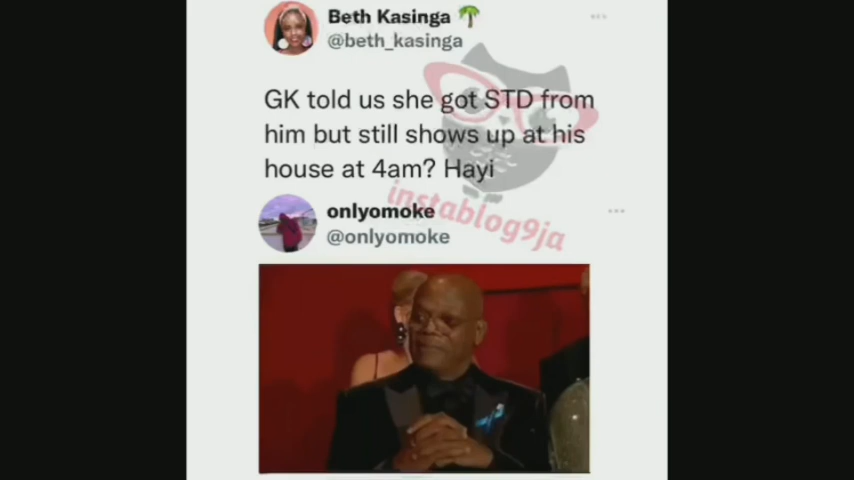 Beth Kasinga
@beth_kasinga
GK told us she got STD from
him but still shows up at his
house at 4am? Hayi
instablog9ja
onlyomoke
@onlyomoke